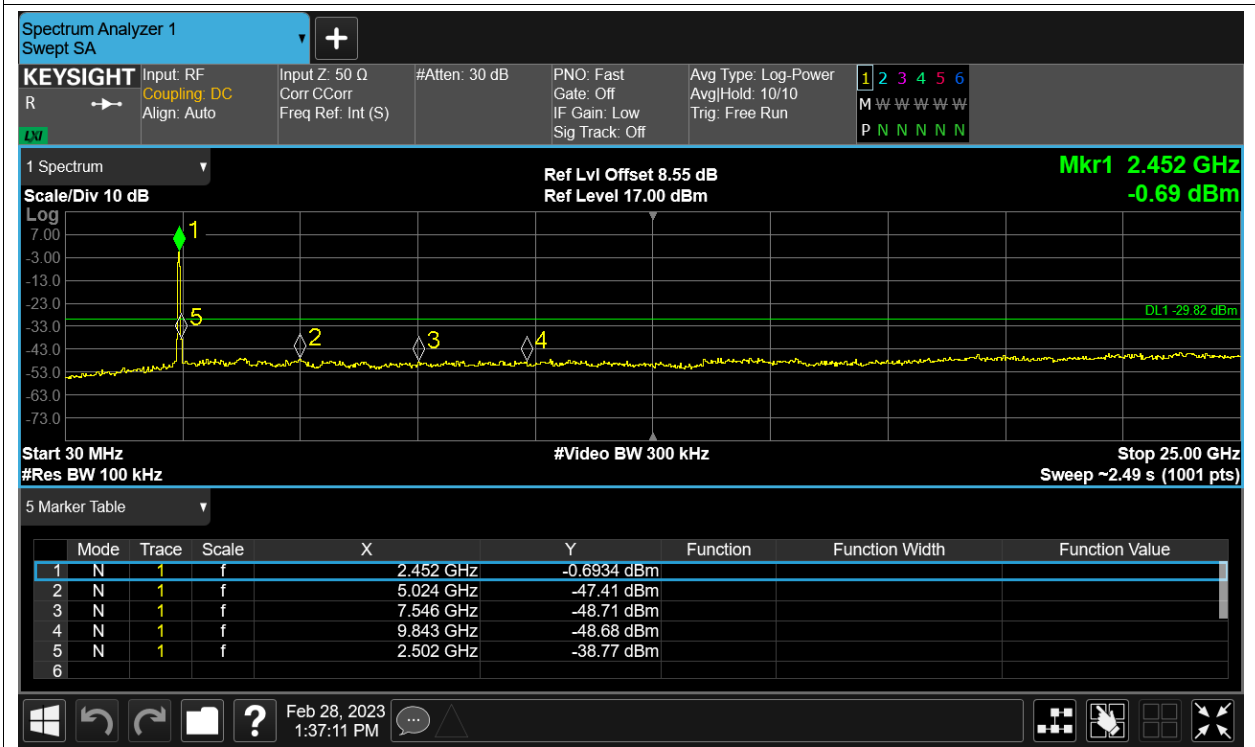 Spectrum Analyzer 1
Swept SA
KEYSIGHT
R
LXI
Input: RF
Coupling: DC
Align: Auto
Input Z: 50 Ω
Corr CCorr
Freq Ref: Int (S)
#Atten: 30 dB
PNO: Fast
Gate: Off
IF Gain: Low
Sig Track: Off
Avg Type: Log-Power
Avg|Hold: 10/10
Trig: Free Run
1 2 3 4 5 6
M W W W W W
P N N N N N
1 Spectrum
Scale/Div 10 dB
Ref Lvl Offset 8.55 dB
Ref Level 17.00 dBm
Mkr1 2.452 GHz
-0.69 dBm
Log
7.00
-3.00
-13.0
-23.0
-33.0
-43.0
-53.0
-63.0
-73.0
1
5
2
3
4
DL1 -29.82 dBm
Start 30 MHz
#Video BW 300 kHz
Stop 25.00 GHz
#Res BW 100 kHz
Sweep ~2.49 s (1001 pts)
5 Marker Table
Mode Trace Scale X Y Function Function Width Function Value
1 N 1 f 2.452 GHz -0.6934 dBm
2 N 1 f 5.024 GHz -47.41 dBm
3 N 1 f 7.546 GHz -48.71 dBm
4 N 1 f 9.843 GHz -48.68 dBm
5 N 1 f 2.502 GHz -38.77 dBm
6
?
Feb 28, 2023
1:37:11 PM